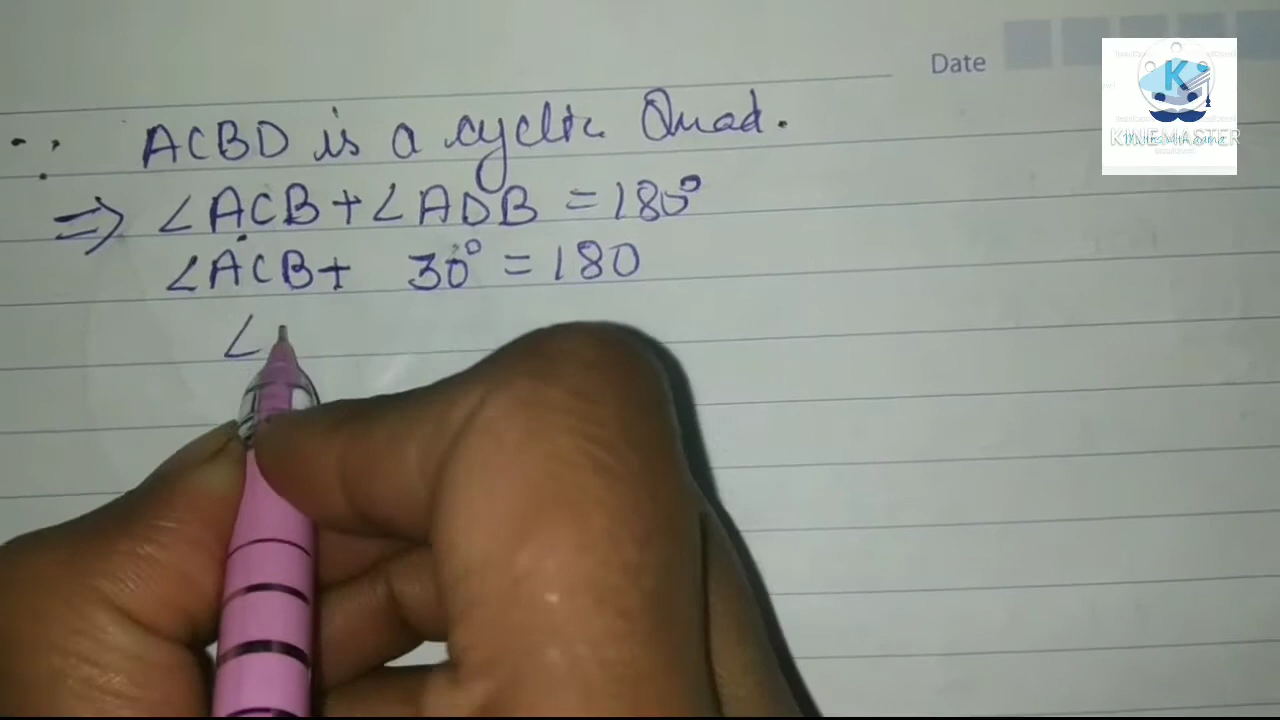 Date
KINEMASTER
∵ ACBD is a cyclic Quad.
⇒ ∠ACB + ∠ADB = 180°
∠ACB + 30° = 180
∠